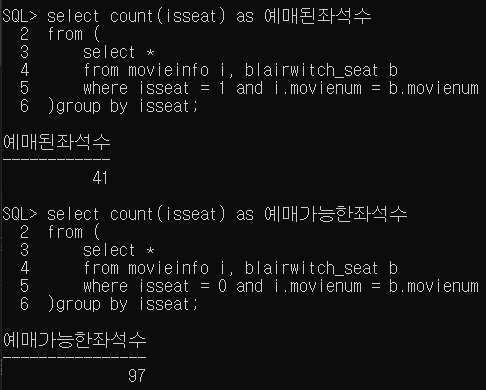 SQL> select count(isseat) as 예매된좌석수
  2  from (
  3      select *
  4      from movieinfo i, blairwitch_seat b
  5      where isseat = 1 and i.movienum = b.movienum
  6  )group by isseat;
예매된좌석수
------------
          41
SQL> select count(isseat) as 예매가능한좌석수
  2  from (
  3      select *
  4      from movieinfo i, blairwitch_seat b
  5      where isseat = 0 and i.movienum = b.movienum
  6  )group by isseat;
예매가능한좌석수
----------------
              97